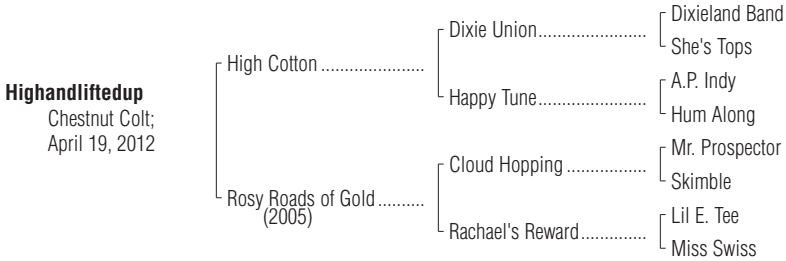 Highandliftedup
Chestnut Colt;
April 19, 2012
High Cotton ......................
Rosy Roads of Gold ..........
(2005)
Dixie Union.......................
Happy Tune.......................
Cloud Hopping .................
Rachael's Reward..............
Dixieland Band
She's Tops
A.P. Indy
Hum Along
Mr. Prospector
Skimble
Lil E. Tee
Miss Swiss